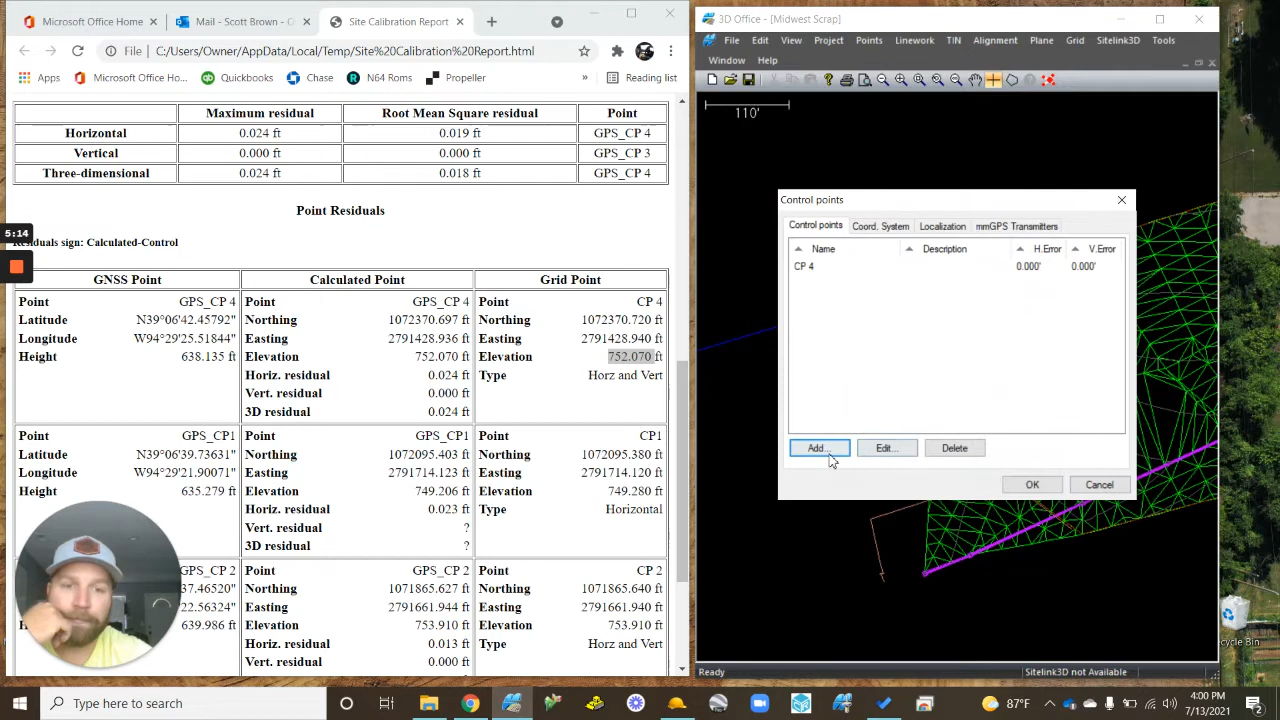 Microsoft Office Home
Mail - Scott Brown - O
Site Calibration Report
C:/Users/scott/AppData/Local/Temp/Site%20Calibration%20Report.html
Apps
Microsoft Office Ho...
Quickbooks
Chase
N64 Roms
Propeller
»
Reading list
Maximum residual Root Mean Square residual Point
Horizontal 0.024 ft 0.019 ft GPS_CP 4
Vertical 0.000 ft 0.000 ft GPS_CP 3
Three-dimensional 0.024 ft 0.018 ft GPS_CP 4
Point Residuals
5:14
Residuals sign: Calculated-Control
GNSS Point Calculated Point Grid Point
Point GPS_CP 4 Point GPS_CP 4 Point CP 4
Latitude N39°06'42.45792" Northing 1072370.697 ft Northing 1072370.720 ft
Longitude W94°29'25.51844" Easting 2791428.936 ft Easting 2791428.940 ft
Height 638.135 ft Elevation 752.070 ft Elevation 752.070 ft
Horiz. residual 0.024 ft Type Horz and Vert
Vert. residual 0.000 ft
3D residual 0.024 ft
Point GPS_CP1 Point GPS_CP1 Point CP1
Latitude Northing 1072095.403 ft Northing 1072095.380 ft
Longitude W94°29'21.90071" Easting 2791714.123 ft Easting 2791714.120 ft
Height 635.279 ft Elevation 749.206 ft Elevation 749.280 ft
Horiz. residual 0.023 ft Type Horizontal
Vert. residual ?
3D residual ?
CP 2 Point GPS_CP 2 Point CP 2
37.46520" Northing 1071865.627 ft Northing 1071865.640 ft
22.56324" Easting 2791661.944 ft Easting 2791661.940 ft
639.986 ft Elevation 753.910 ft Elevation 753.910 ft
Horiz. residual 0.013 ft Type Horz and Vert
Vert. residual 0.000 ft
3D Office - [Midwest Scrap]
File Edit View Project Points Linework TIN Alignment Plane Grid Sitelink3D Tools
Window Help
110'
Control points
Control points Coord. System Localization mmGPS Transmitters
Name Description H.Error V.Error
CP 4 0.000' 0.000'
Add... Edit... Delete
OK Cancel
Ready Sitelink3D not Available
cycle Bin
Type here to search
87°F
4:00 PM
7/13/2021
2